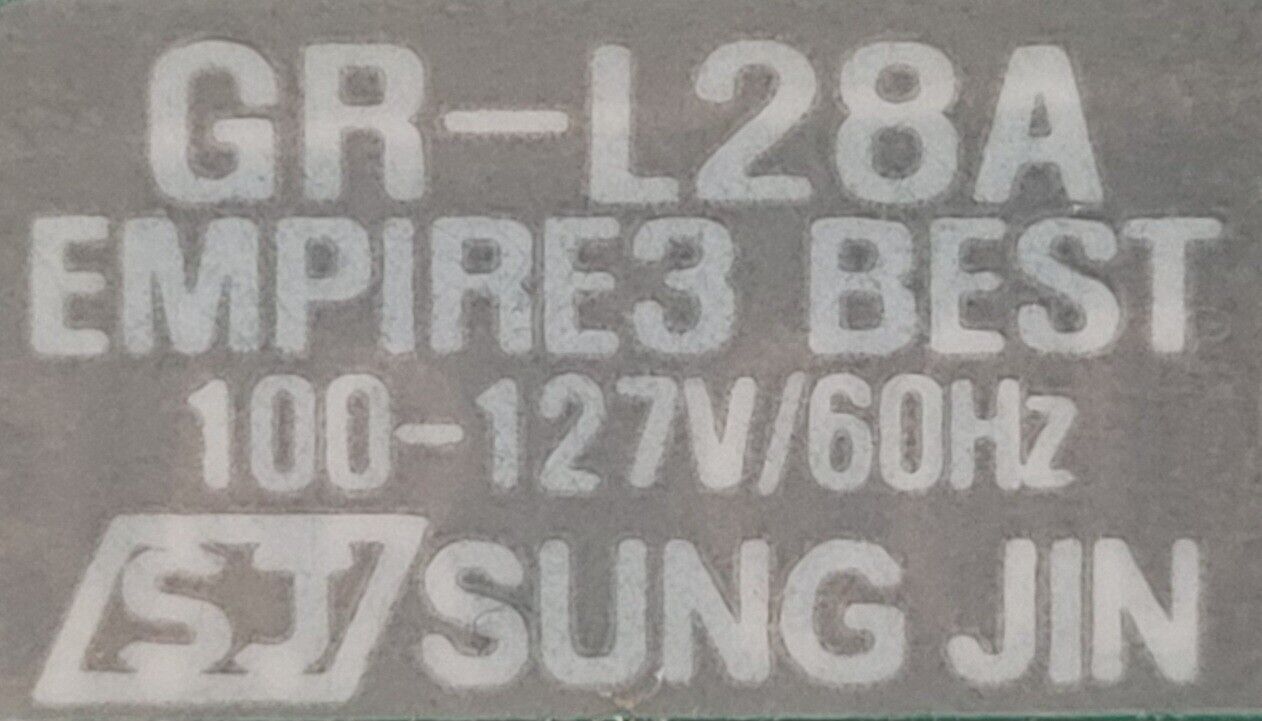 GR-L28A
EMPIRE3 BEST
100-127V/60Hz
SJ SUNG JIN